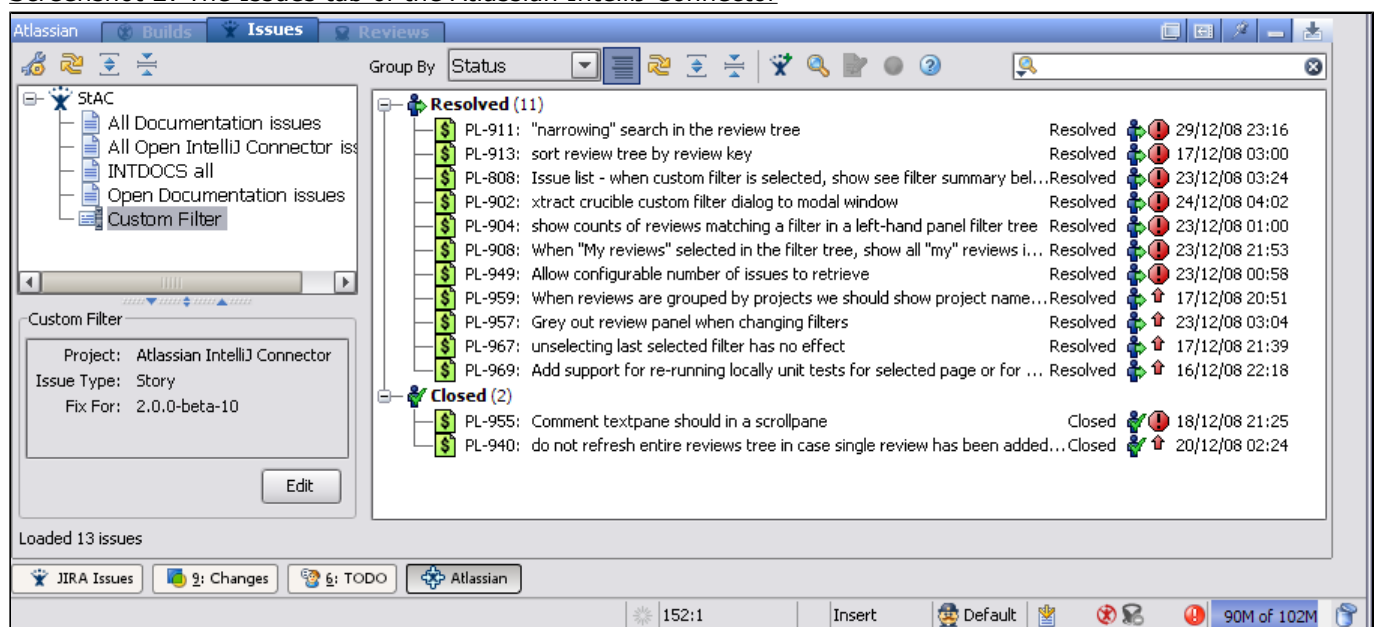 Screenshot 2: The Issues tab of the Atlassian IntelliJ Connector
Atlassian Builds Issues Reviews
Group By Status
StAC
All Documentation issues
All Open IntelliJ Connector iss
INTDOCS all
Open Documentation issues
Custom Filter
Custom Filter
Project: Atlassian IntelliJ Connector
Issue Type: Story
Fix For: 2.0.0-beta-10
Edit
Resolved (11)
PL-911: "narrowing" search in the review tree Resolved 29/12/08 23:16
PL-913: sort review tree by review key Resolved 17/12/08 03:00
PL-808: Issue list - when custom filter is selected, show see filter summary bel...Resolved 23/12/08 03:24
PL-902: xtract crucible custom filter dialog to modal window Resolved 24/12/08 04:02
PL-904: show counts of reviews matching a filter in a left-hand panel filter tree Resolved 23/12/08 01:00
PL-908: When "My reviews" selected in the filter tree, show all "my" reviews i... Resolved 23/12/08 21:53
PL-949: Allow configurable number of issues to retrieve Resolved 23/12/08 00:58
PL-959: When reviews are grouped by projects we should show project name...Resolved 17/12/08 20:51
PL-957: Grey out review panel when changing filters Resolved 23/12/08 03:04
PL-967: unselecting last selected filter has no effect Resolved 17/12/08 21:39
PL-969: Add support for re-running locally unit tests for selected page or for ... Resolved 16/12/08 22:18
Closed (2)
PL-955: Comment textpane should in a scrollpane Closed 18/12/08 21:25
PL-940: do not refresh entire reviews tree in case single review has been added... Closed 20/12/08 02:24
Loaded 13 issues
JIRA Issues 9: Changes 6: TODO Atlassian
152:1 Insert Default 90M of 102M